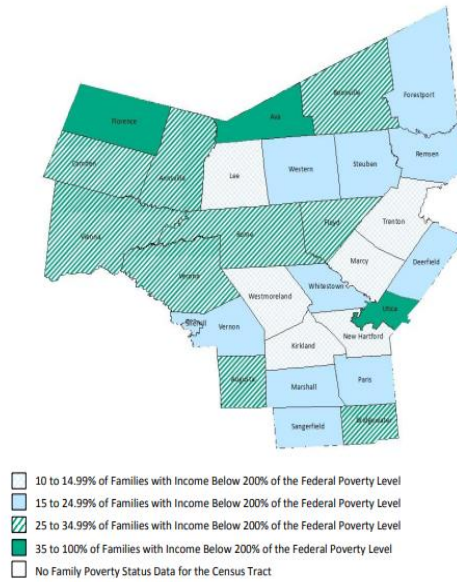 Boonville
Forestport
Florence
Ava
Camden
Annsville
Lee
Western
Steuben
Remsen
Vienna
Rome
Floyd
Trenton
Verona
Marcy
Deerfield
Westmoreland
Whitestown
Utica
Sherrill
Vernon
Kirkland
New Hartford
Augusta
Marshall
Paris
Sangerfield
Bridgewater
10 to 14.99% of Families with Income Below 200% of the Federal Poverty Level
15 to 24.99% of Families with Income Below 200% of the Federal Poverty Level
25 to 34.99% of Families with Income Below 200% of the Federal Poverty Level
35 to 100% of Families with Income Below 200% of the Federal Poverty Level
No Family Poverty Status Data for the Census Tract